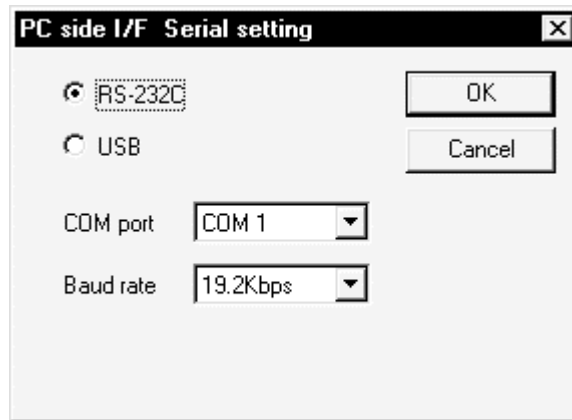 PC side I/F  Serial setting
RS-232C
OK
USB
Cancel
COM port
COM 1
Baud rate
19.2Kbps